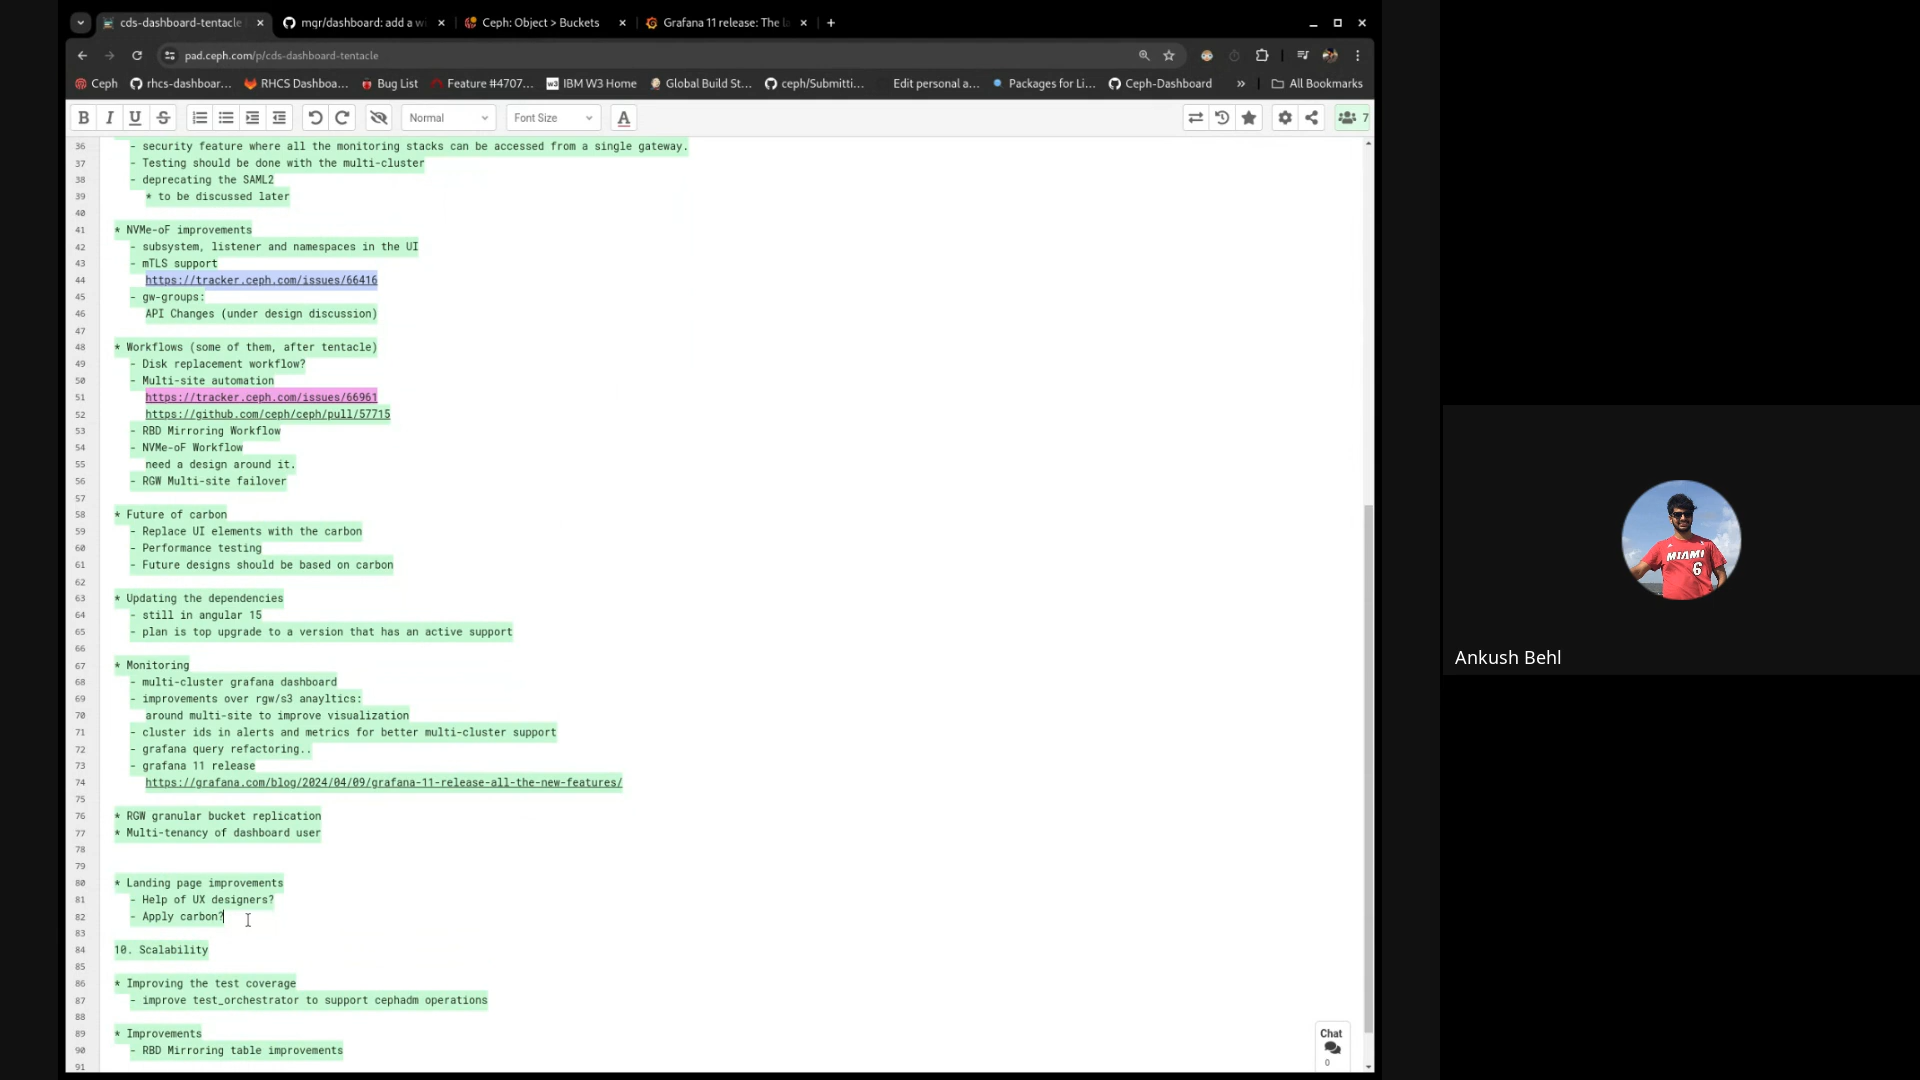 cds-dashboard-tentacle
mgr/dashboard: add a wi
Ceph: Object > Buckets
Grafana 11 release: The la
pad.ceph.com/p/cds-dashboard-tentacle
Ceph
rhcs-dashboar...
RHCS Dashboa...
Bug List
Feature #4707...
IBM W3 Home
Global Build St...
ceph/Submitti...
Edit personal a...
Packages for Li...
Ceph-Dashboard
»
All Bookmarks
B I U S Normal Font Size A 7
36 - security feature where all the monitoring stacks can be accessed from a single gateway.
37 - Testing should be done with the multi-cluster
38 - deprecating the SAML2
39 * to be discussed later
40
41 * NVMe-oF improvements
42 - subsystem, listener and namespaces in the UI
43 - mTLS support
44 https://tracker.ceph.com/issues/66416
45 - gw-groups:
46 API Changes (under design discussion)
47
48 * Workflows (some of them, after tentacle)
49 - Disk replacement workflow?
50 - Multi-site automation
51 https://tracker.ceph.com/issues/66961
52 https://github.com/ceph/ceph/pull/57715
53 - RBD Mirroring Workflow
54 - NVMe-oF Workflow
55 need a design around it.
56 - RGW Multi-site failover
57
58 * Future of carbon
59 - Replace UI elements with the carbon
60 - Performance testing
61 - Future designs should be based on carbon
62
63 * Updating the dependencies
64 - still in angular 15
65 - plan is top upgrade to a version that has an active support
66
67 * Monitoring
68 - multi-cluster grafana dashboard
69 - improvements over rgw/s3 anayltics:
70 around multi-site to improve visualization
71 - cluster ids in alerts and metrics for better multi-cluster support
72 - grafana query refactoring..
73 - grafana 11 release
74 https://grafana.com/blog/2024/04/09/grafana-11-release-all-the-new-features/
75
76 * RGW granular bucket replication
77 * Multi-tenancy of dashboard user
78
79
80 * Landing page improvements
81 - Help of UX designers?
82 - Apply carbon?
83
84 10. Scalability
85
86 * Improving the test coverage
87 - improve test_orchestrator to support cephadm operations
88
89 * Improvements
90 - RBD Mirroring table improvements
91
Chat
0
MIAMI
6
Ankush Behl